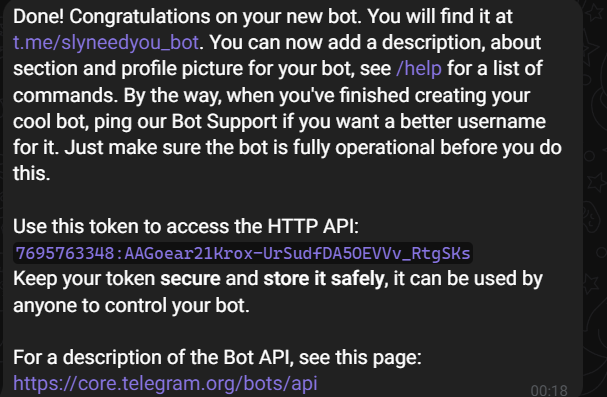 Done! Congratulations on your new bot. You will find it at
t.me/slyneedyou_bot. You can now add a description, about
section and profile picture for your bot, see /help for a list of
commands. By the way, when you've finished creating your
cool bot, ping our Bot Support if you want a better username
for it. Just make sure the bot is fully operational before you do
this.

Use this token to access the HTTP API:
7695763348:AAGoear21Krox-UrSudfDA5OEVVv_RtgSKs
Keep your token secure and store it safely, it can be used by
anyone to control your bot.

For a description of the Bot API, see this page:
https://core.telegram.org/bots/api
00:18